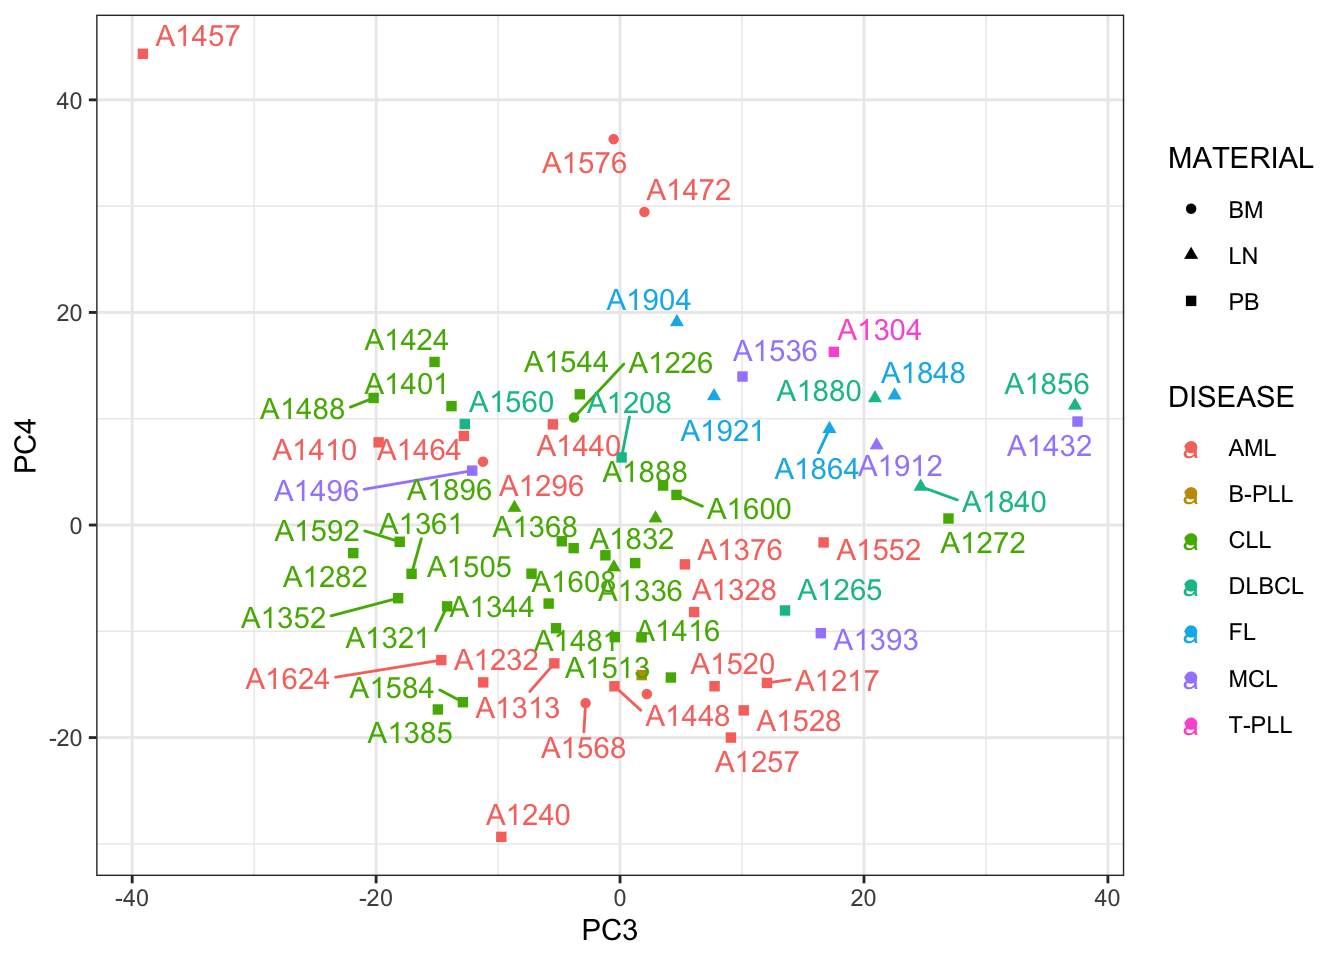 A1457
40
A1576
A1472
A1904
20
A1304
A1424
A1536
A1544
A1226
A1848
A1401
A1880
A1856
A1560
A1208
A1488
A1921
A1410
A1464
A1440
A1432
A1864
A1912
A1888
A1496
A1896
A1296
A1840
A1600
0
A1592
A1361
A1368
A1832
A1272
A1376
A1552
A1282
A1505
A1608
A1336
A1328
A1265
A1352
A1344
A1321
A1416
A1393
A1481
A1232
A1513
A1520
A1624
A1217
A1584
A1313
A1448
A1528
A1385
-20
A1568
A1257
A1240
-40
-20
0
20
40
PC3
PC4
MATERIAL
BM
LN
PB
DISEASE
a AML
a B-PLL
a CLL
a DLBCL
a FL
a MCL
a T-PLL